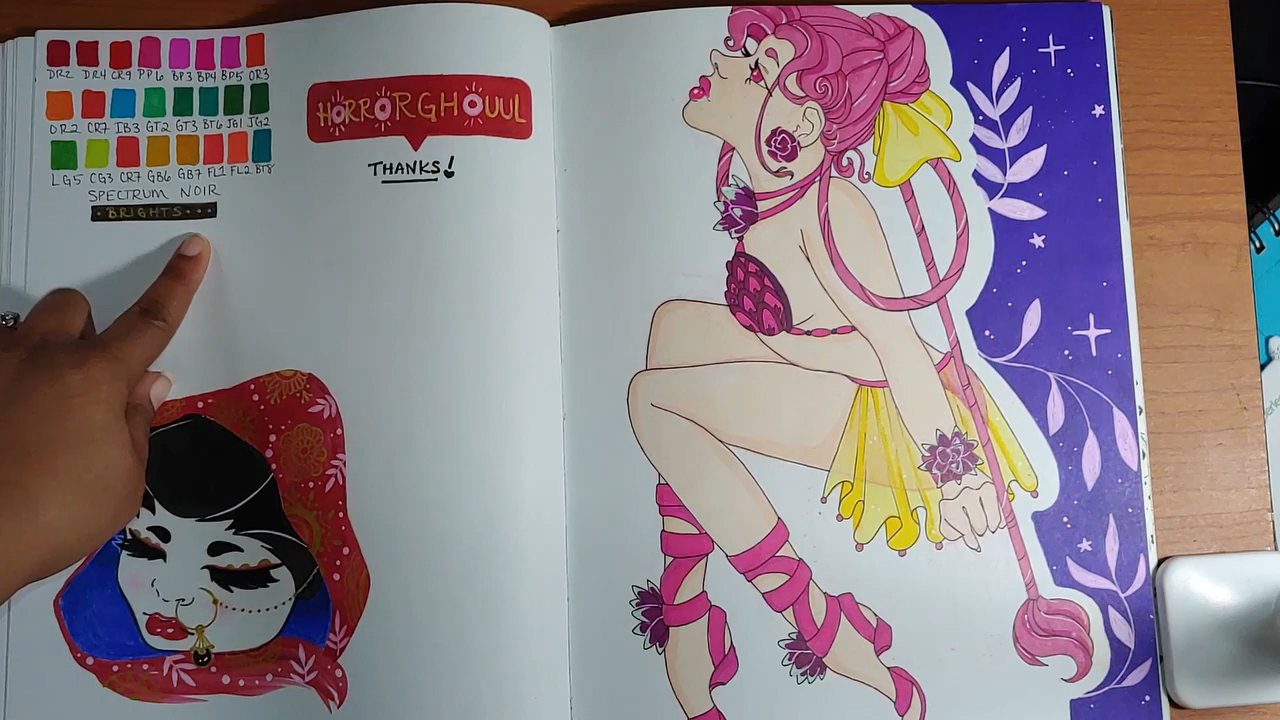 DR2 DR4 CR9 PP6 BP3 BP4 BP5 OR3
OR2 CR7 IB3 GT2 GT3 BT6 JG1 JG2
LG5 CG3 CR7 GB6 GB7 FL1 FL2 BT8
SPECTRUM NOIR
BRIGHTS...
HORRORGHOUUL
THANKS!